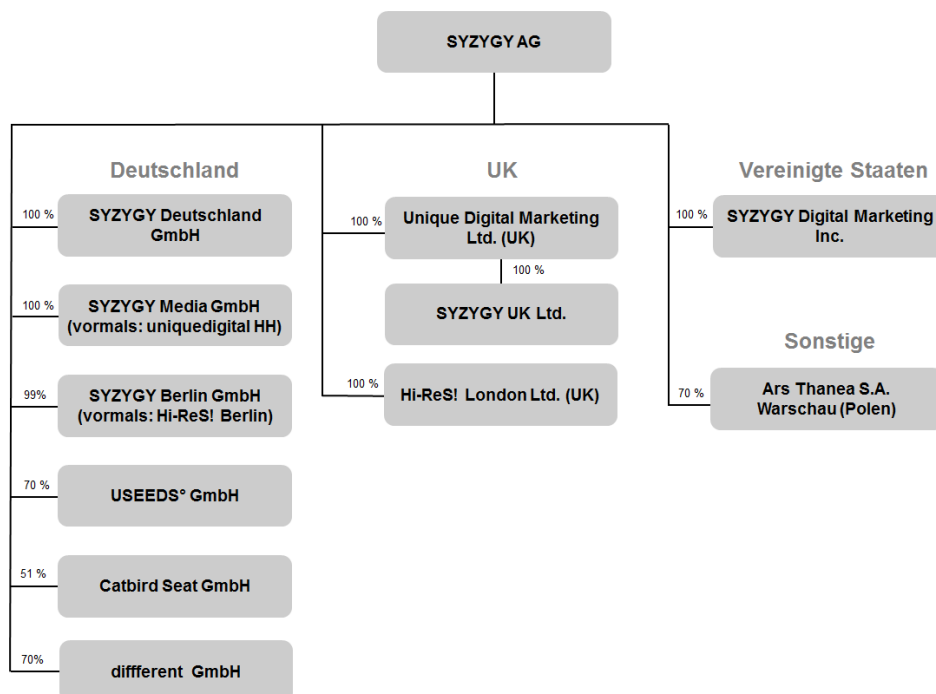 SYZYGY AG
Deutschland
100 %
SYZYGY Deutschland
GmbH
100 %
SYZYGY Media GmbH
(vormals: uniquedigital HH)
99%
SYZYGY Berlin GmbH
(vormals: Hi-ReS! Berlin)
70 %
USEEDS° GmbH
51 %
Catbird Seat GmbH
70%
diffferent GmbH
UK
100 %
Unique Digital Marketing
Ltd. (UK)
100 %
SYZYGY UK Ltd.
100 %
Hi-ReS! London Ltd. (UK)
Vereinigte Staaten
100 %
SYZYGY Digital Marketing
Inc.
Sonstige
70 %
Ars Thanea S.A.
Warschau (Polen)